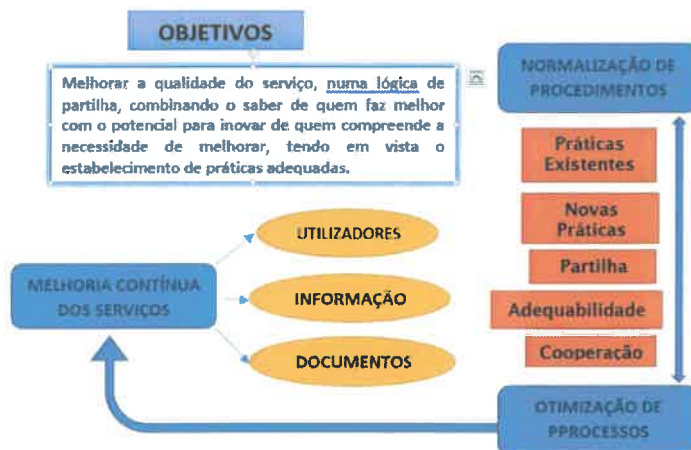 OBJETIVOS
Melhorar a qualidade do serviço, numa lógica de
partilha, combinando o saber de quem faz melhor
com o potencial para inovar de quem compreende a
necessidade de melhorar, tendo em vista o
estabelecimento de práticas adequadas.
NORMALIZAÇÃO DE
PROCEDIMENTOS
Práticas
Existentes
Novas
Práticas
Partilha
Adequabilidade
Cooperação
OTIMIZAÇÃO DE
PPROCESSOS
UTILIZADORES
INFORMAÇÃO
DOCUMENTOS
MELHORIA CONTÍNUA
DOS SERVIÇOS